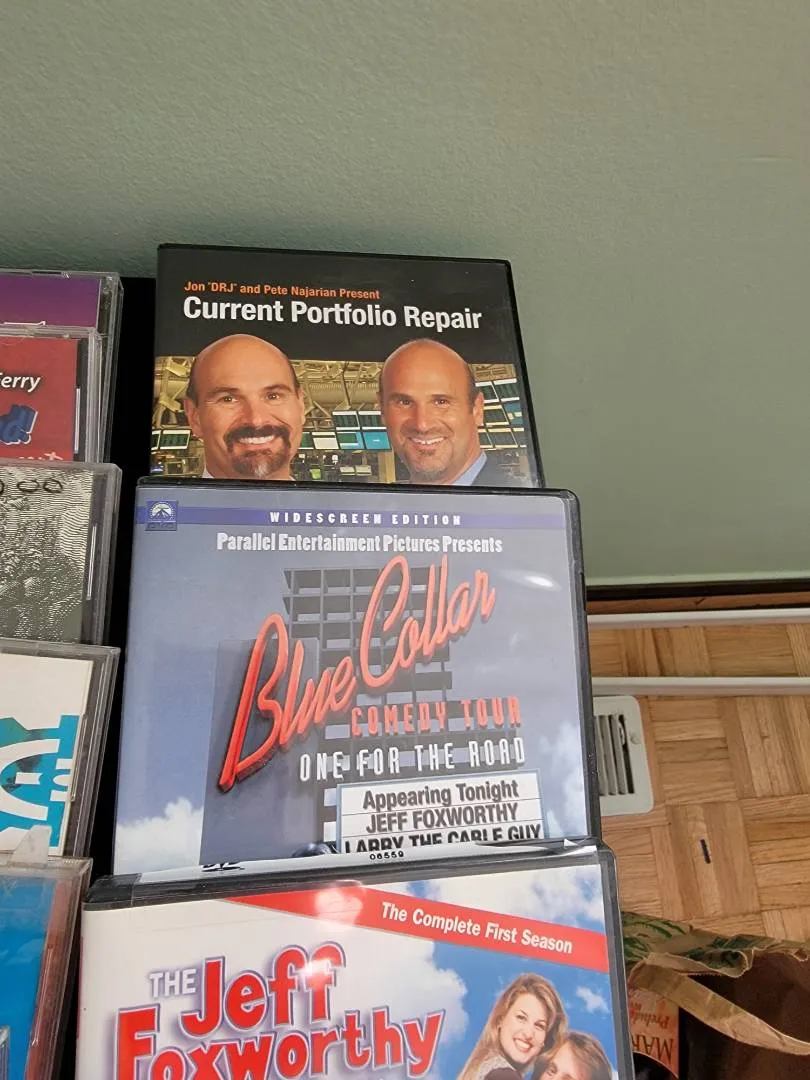 Jon "DRJ" and Pete Najarian Present
Current Portfolio Repair
Ferry
WIDESCREEN EDITION
Parallel Entertainment Pictures Presents
Blue Collar
COMEDY TOUR
ONE FOR THE ROAD
Appearing Tonight
JEFF FOXWORTHY
LARRY THE CABLE GUY
06559
The Complete First Season
THE Jeff
Foxworthy